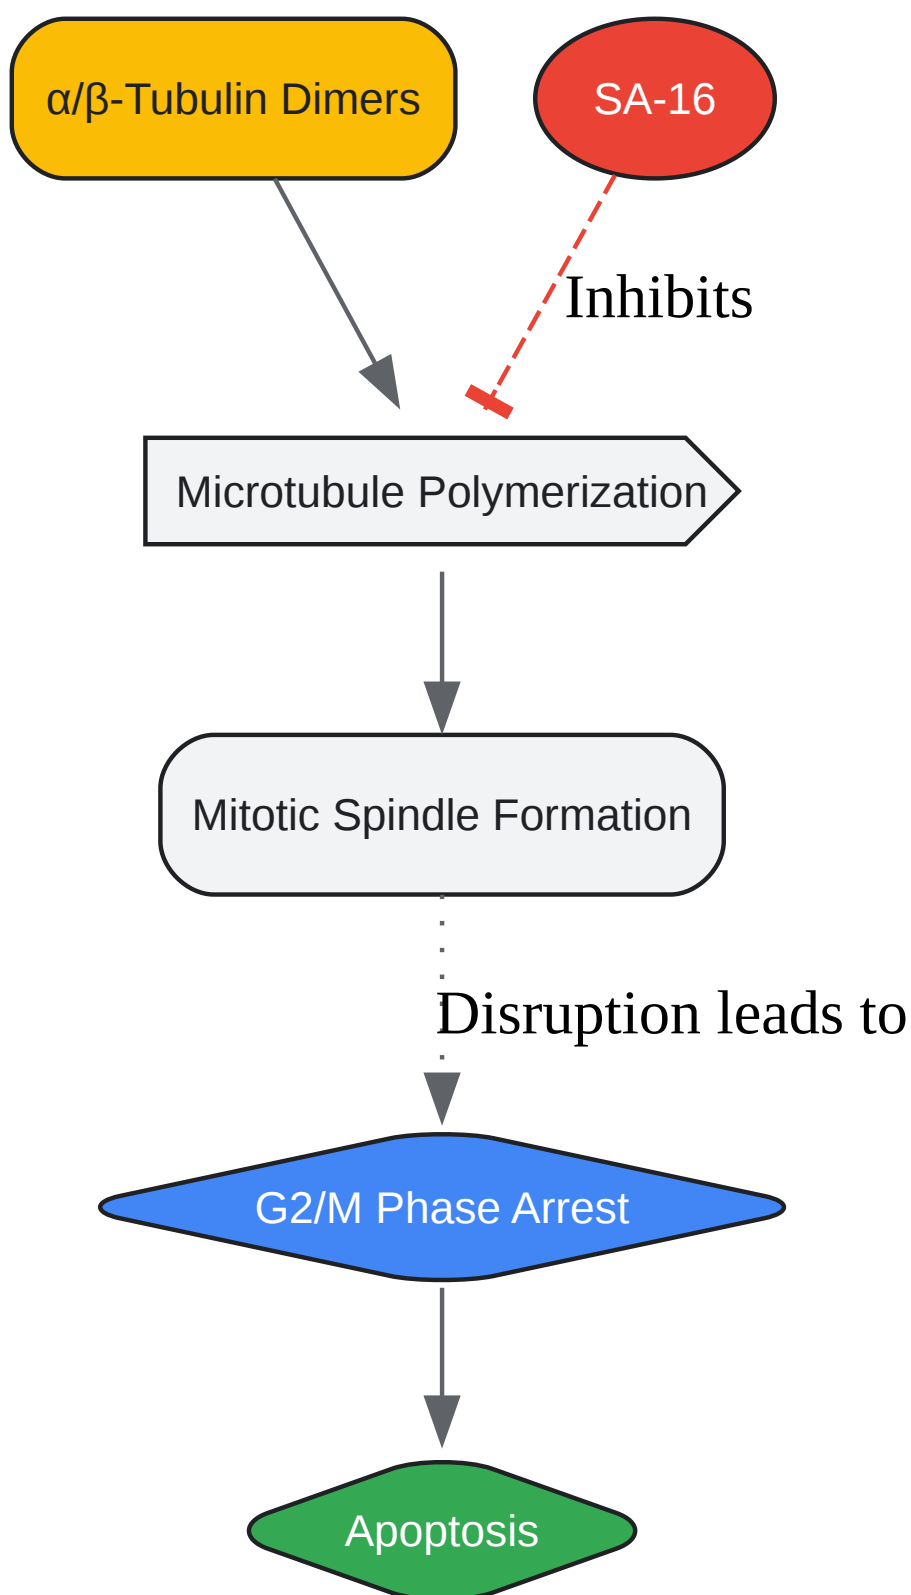 α/β-Tubulin Dimers
SA-16
Inhibits
Microtubule Polymerization
Mitotic Spindle Formation
Disruption leads to
G2/M Phase Arrest
Apoptosis